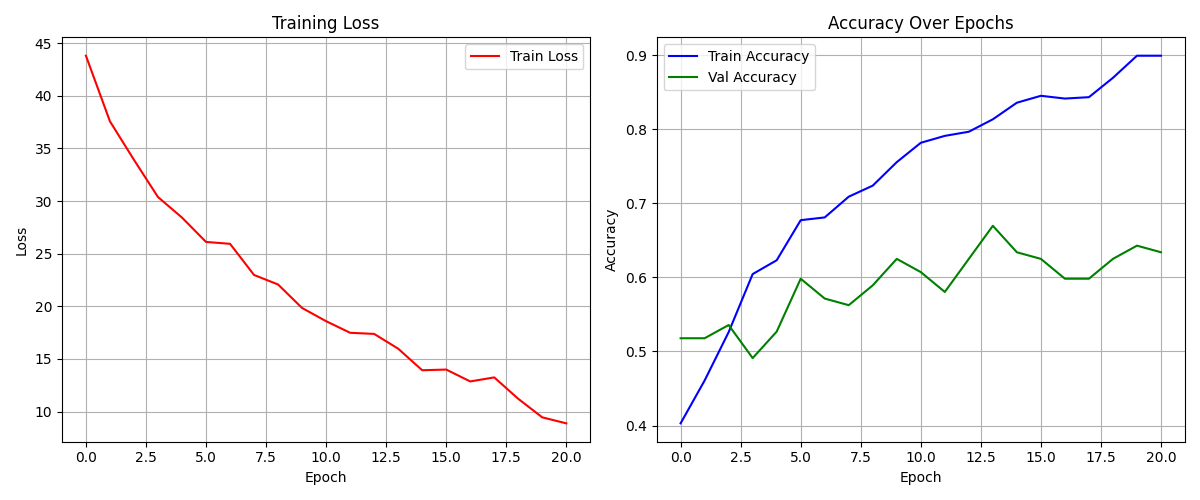 Training Loss
45
40
35
30
25
20
15
10
Loss
Train Loss
0.0 2.5 5.0 7.5 10.0 12.5 15.0 17.5 20.0
Epoch
Accuracy Over Epochs
0.9
0.8
0.7
0.6
0.5
0.4
Accuracy
Train Accuracy
Val Accuracy
0.0 2.5 5.0 7.5 10.0 12.5 15.0 17.5 20.0
Epoch